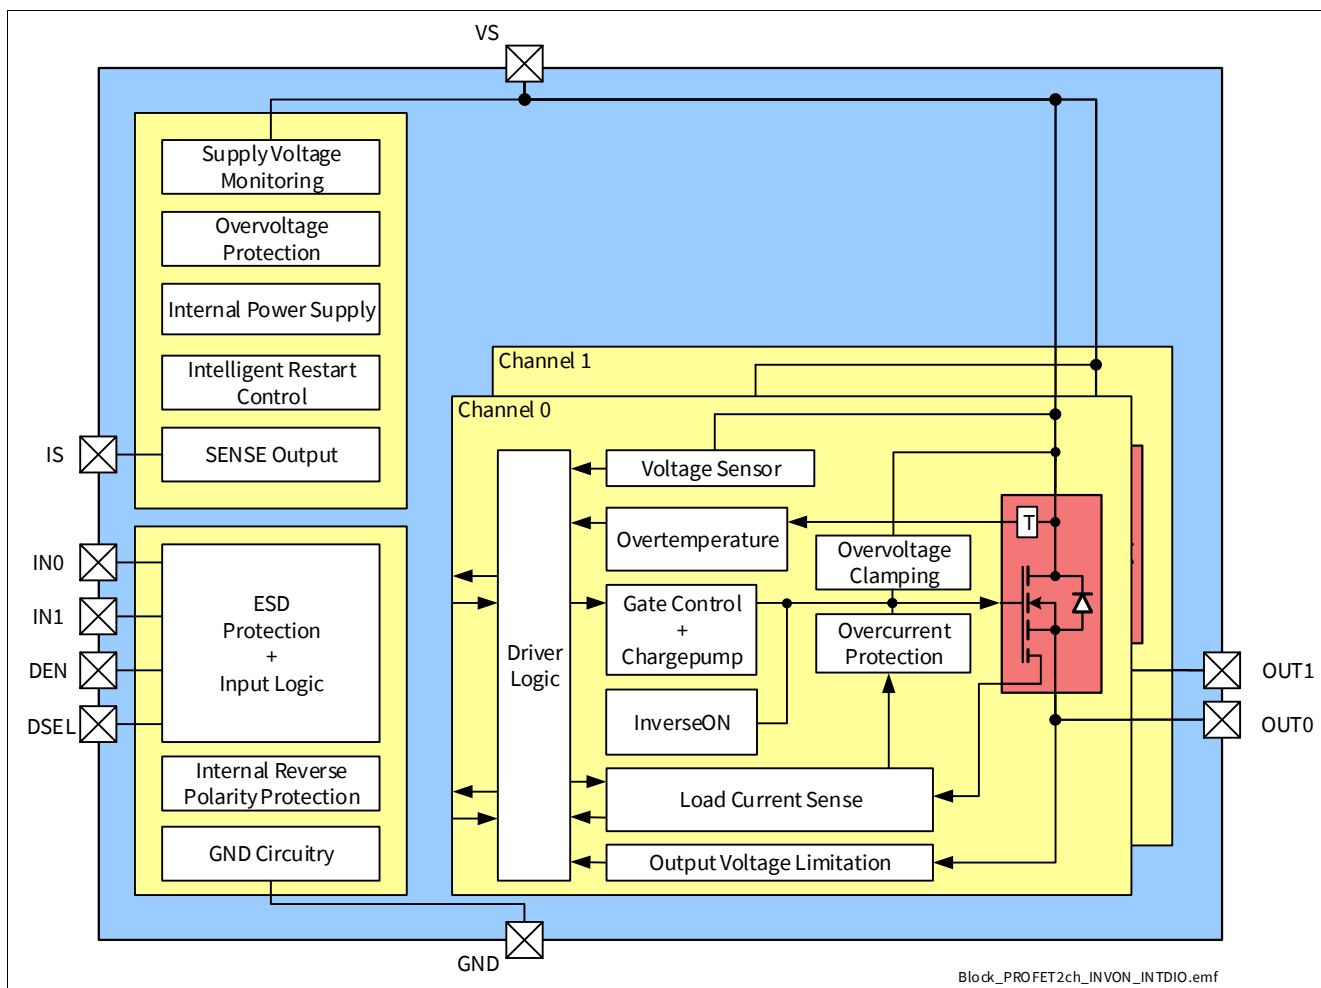 VS
Supply Voltage
Monitoring
Overvoltage
Protection
Internal Power Supply
Intelligent Restart
Control
SENSE Output
IS
IN0
IN1
DEN
DSEL
ESD
Protection
+
Input Logic
Internal Reverse
Polarity Protection
GND Circuitry
GND
Channel 1
Channel 0
Driver
Logic
Voltage Sensor
Overtemperature
T
Overvoltage
Clamping
Gate Control
+
Chargepump
Overcurrent
Protection
InverseON
Load Current Sense
Output Voltage Limitation
OUT1
OUT0
Block_PROFET2ch_INVON_INTDIO.emf